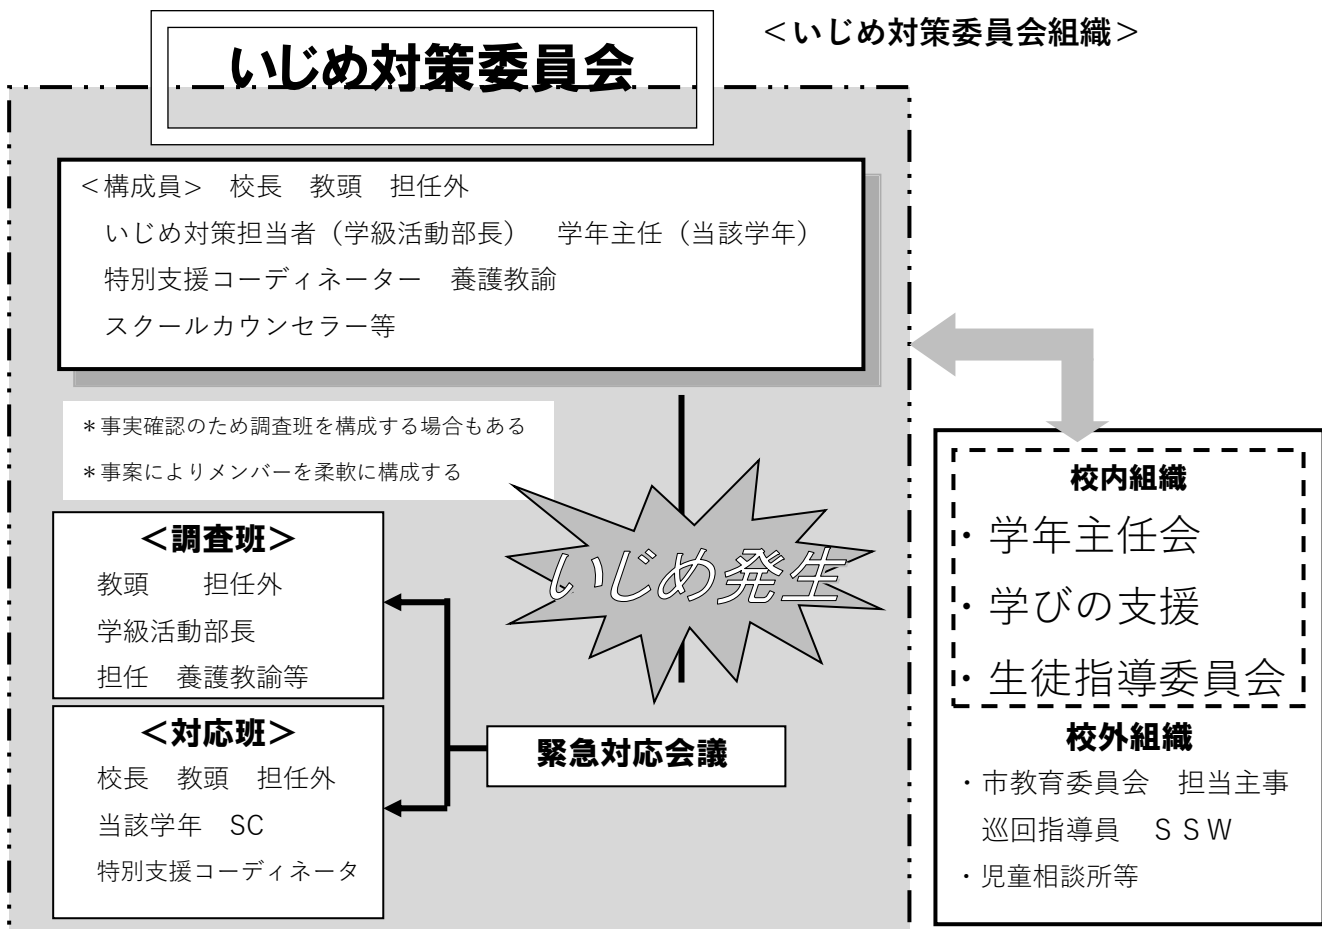 ＜いじめ対策委員会組織＞
いじめ対策委員会
＜構成員＞　校長　教頭　担任外
いじめ対策担当者（学級活動部長）　学年主任（当該学年）
特別支援コーディネーター　養護教諭
スクールカウンセラー等
＊事実確認のため調査班を構成する場合もある
＊事案によりメンバーを柔軟に構成する
いじめ発生
＜調査班＞
教頭　　担任外
学級活動部長
担任　養護教諭等
＜対応班＞
校長　教頭　担任外
当該学年　SC
特別支援コーディネータ
緊急対応会議
校内組織
・学年主任会
・学びの支援
・生徒指導委員会
校外組織
・市教育委員会　担当主事
巡回指導員　ＳＳＷ
・児童相談所等